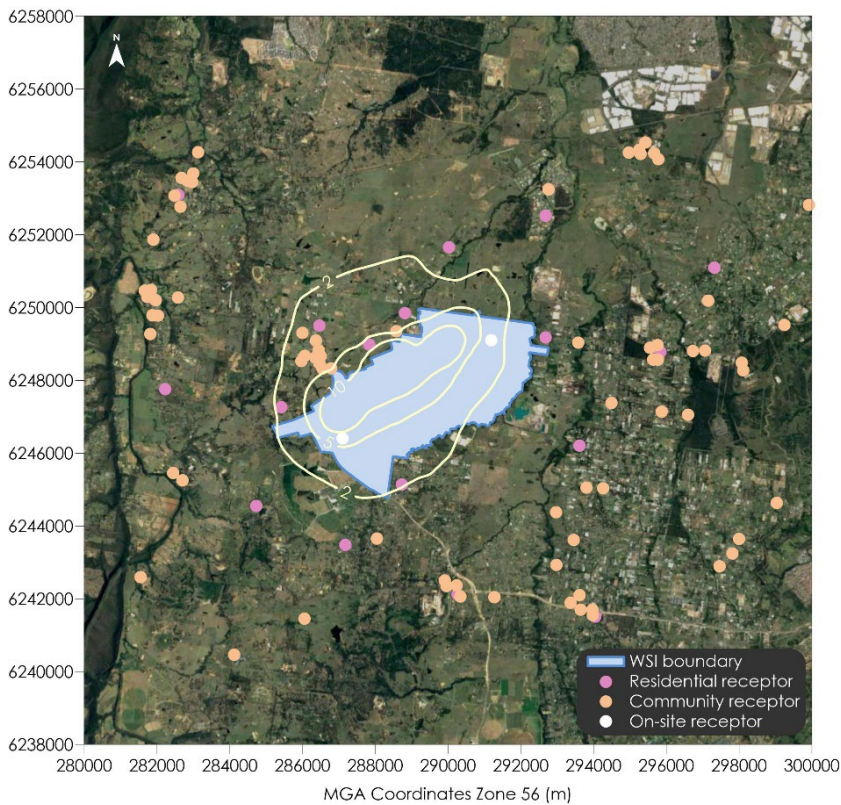 6258000
N
6256000
6254000
6252000
6250000
2
6248000
10
6246000
5
2
6244000
6242000
6240000
WSI boundary
Residential receptor
Community receptor
On-site receptor
6238000
280000 282000 284000 286000 288000 290000 292000 294000 296000 298000 300000
MGA Coordinates Zone 56 (m)